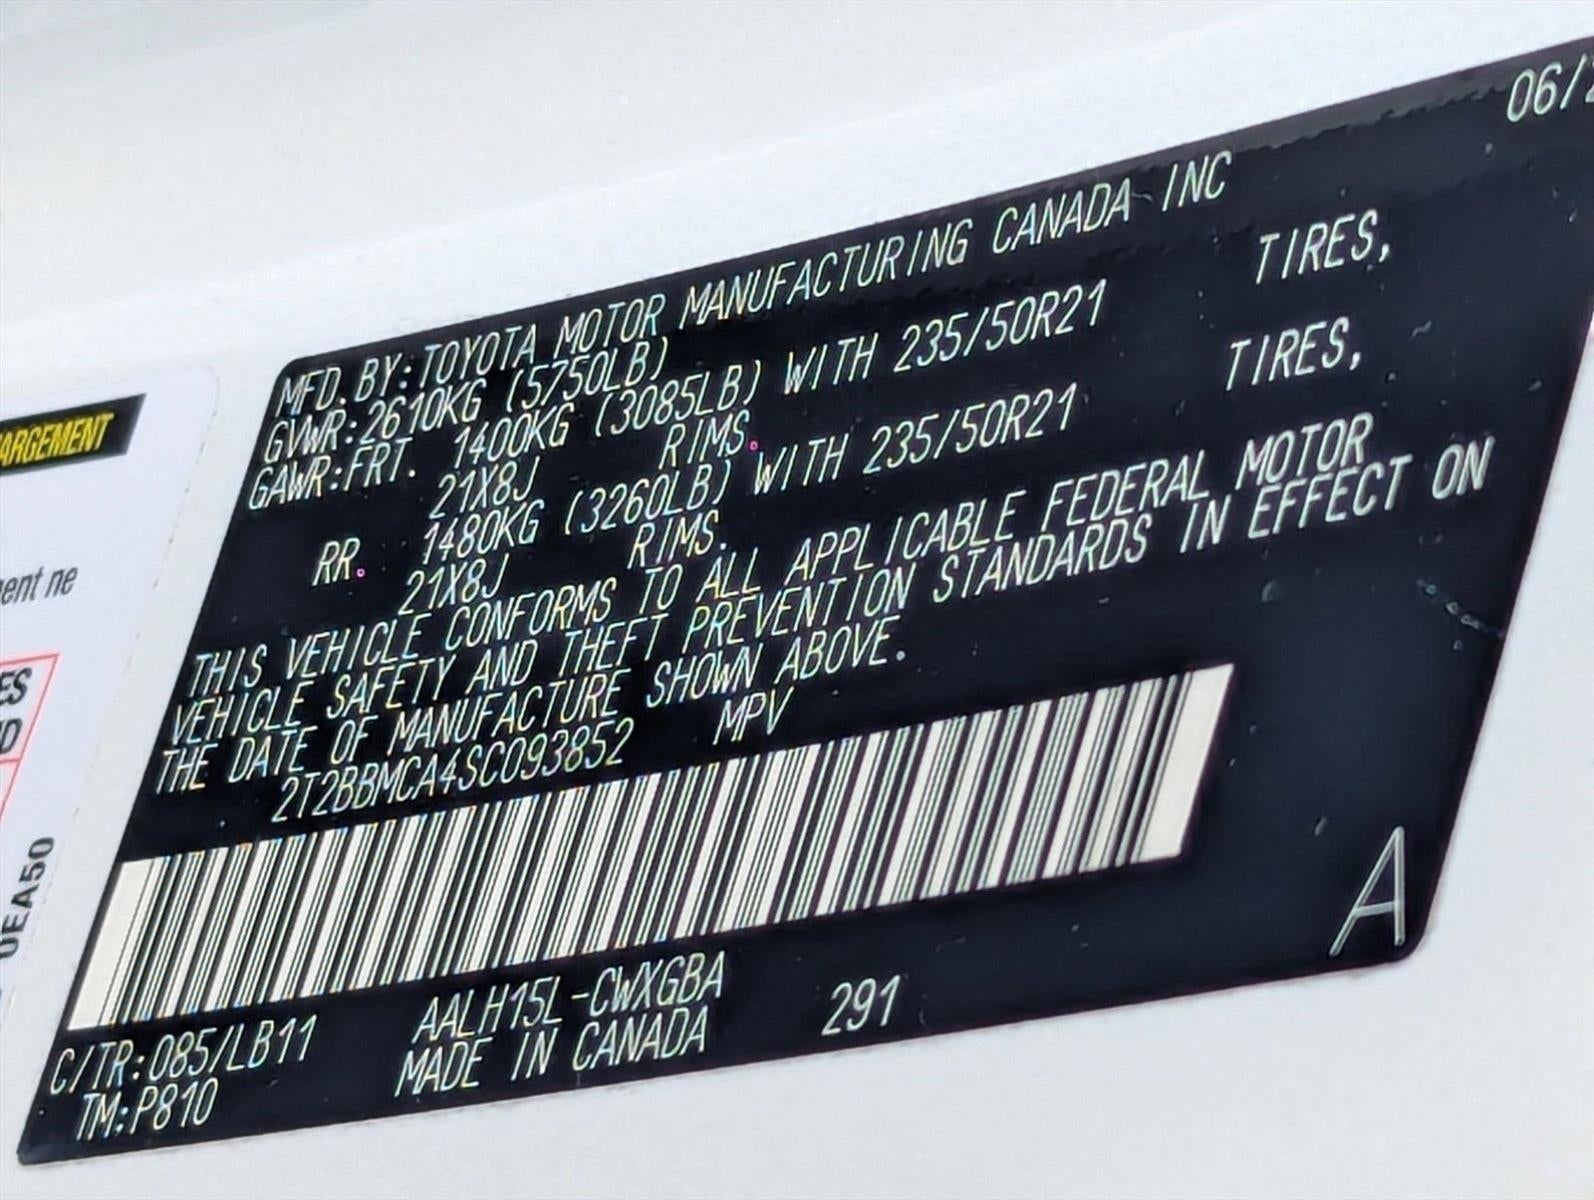 06/
MFD. BY: TOYOTA MOTOR MANUFACTURING CANADA INC
GVWR: 2610KG (5750LB)
GAWR: FRT. 1400KG (3085LB) WITH 235/50R21 TIRES,
21X8J RIMS.
RR. 1480KG (3260LB) WITH 235/50R21 TIRES,
21X8J RIMS.
THIS VEHICLE CONFORMS TO ALL APPLICABLE FEDERAL MOTOR
VEHICLE SAFETY AND THEFT PREVENTION STANDARDS IN EFFECT ON
THE DATE OF MANUFACTURE SHOWN ABOVE.
2T2BBMCA4SC093852 MPV
A
C/TR: 085/LB11 AALH15L-CWXGBA 291
TM: P810 MADE IN CANADA
ARGEMENT
ent ne
ES
D
0EA50